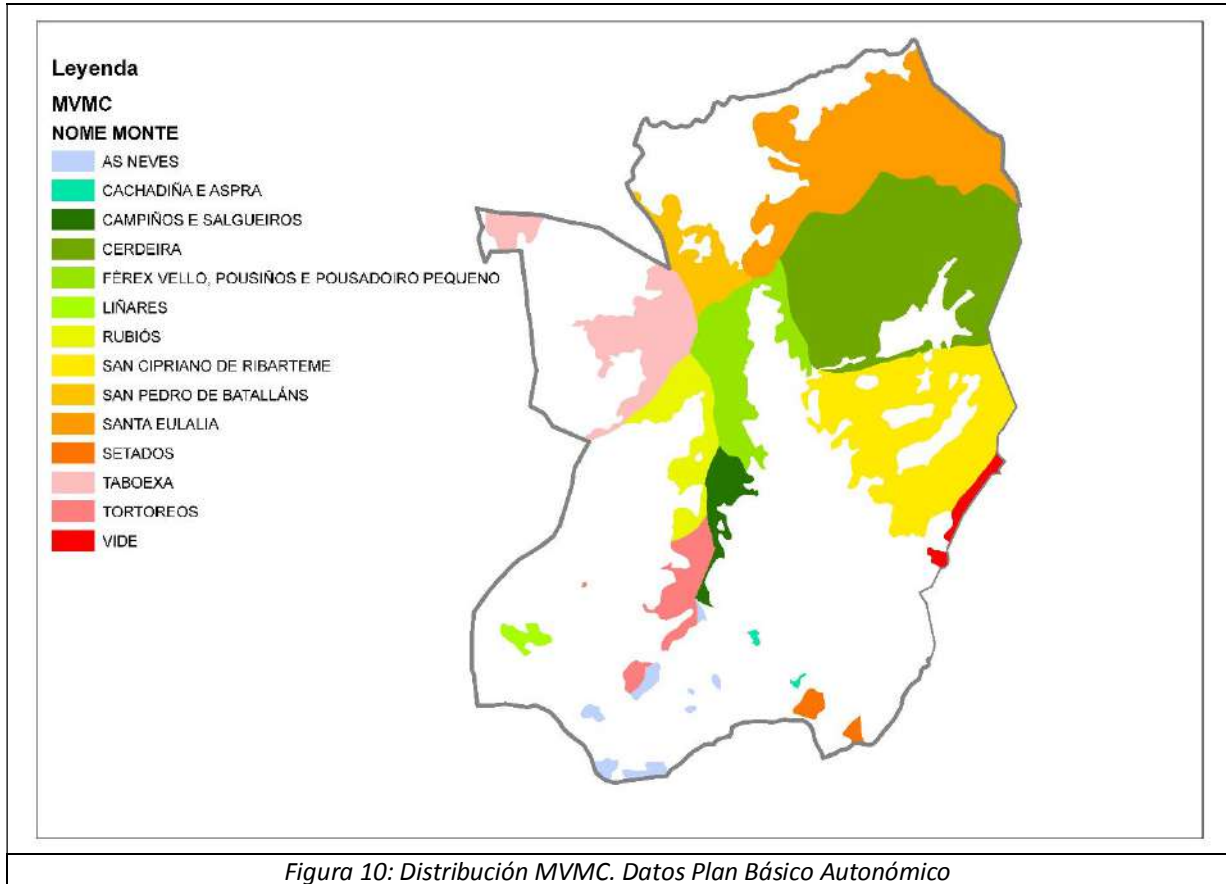 Leyenda
MVMC
NOME MONTE
AS NEVES
CACHADIÑA E ASPRA
CAMPIÑOS E SALGUEIROS
CERDEIRA
FÉREX VELLO, POUSIÑOS E POUSADOIRO PEQUENO
LIÑARES
RUBIÓS
SAN CIPRIANO DE RIBARTEME
SAN PEDRO DE BATALLÁNS
SANTA EULALIA
SETADOS
TABOEXA
TORTOREOS
VIDE
Figura 10: Distribución MVMC. Datos Plan Básico Autonómico